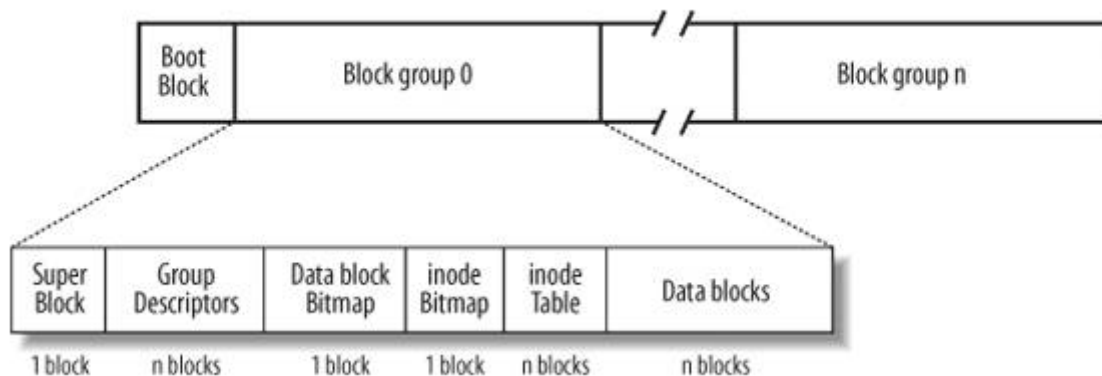 Boot
Block
Block group 0
Block group n
Super
Block
Group
Descriptors
Data block
Bitmap
inode
Bitmap
inode
Table
Data blocks
1 block
n blocks
1 block
1 block
n blocks
n blocks